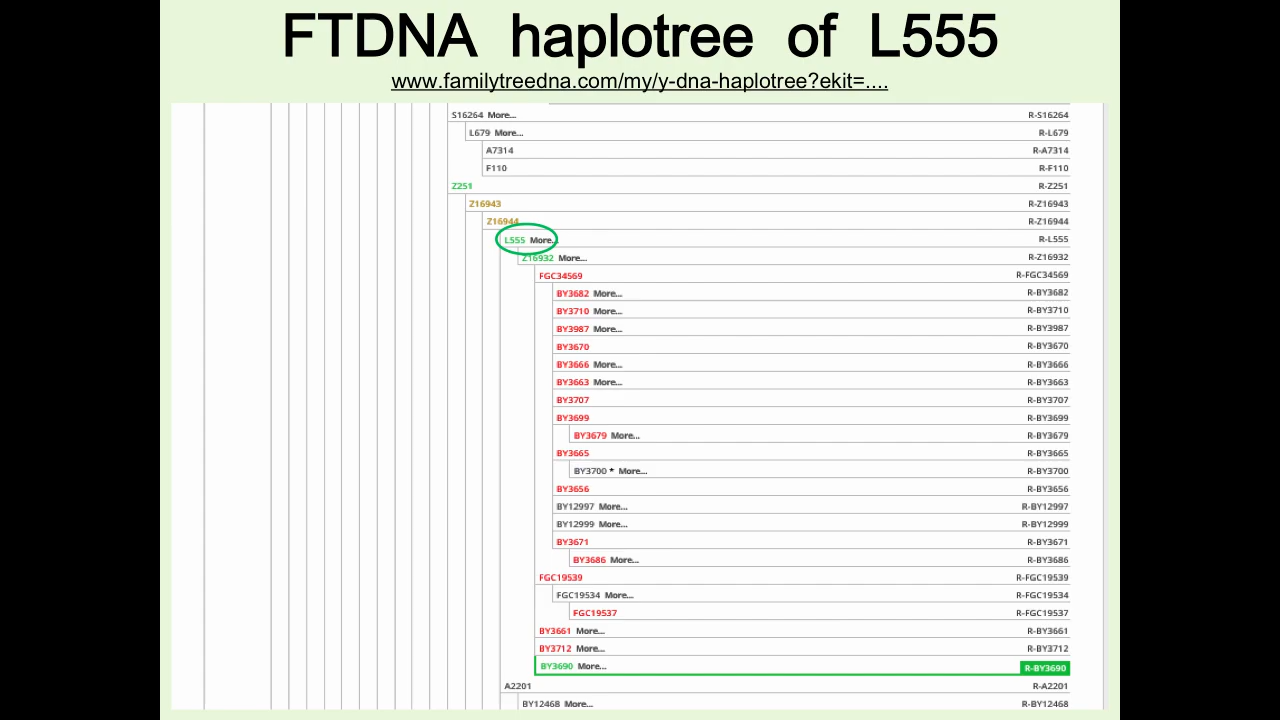 FTDNA haplotree of L555
www.familytreedna.com/my/y-dna-haplotree?ekit=....
S16264 More... R-S16264
L679 More... R-L679
A7314 R-A7314
F110 R-F110
Z251 R-Z251
Z16943 R-Z16943
Z16944 R-Z16944
L555 More... R-L555
Z16932 More... R-Z16932
FGC34569 R-FGC34569
BY3682 More... R-BY3682
BY3710 More... R-BY3710
BY3987 More... R-BY3987
BY3670 R-BY3670
BY3666 More... R-BY3666
BY3663 More... R-BY3663
BY3707 R-BY3707
BY3699 R-BY3699
BY3679 More... R-BY3679
BY3665 R-BY3665
BY3700 * More... R-BY3700
BY3656 R-BY3656
BY12997 More... R-BY12997
BY12999 More... R-BY12999
BY3671 R-BY3671
BY3686 More... R-BY3686
FGC19539 R-FGC19539
FGC19534 More... R-FGC19534
FGC19537 R-FGC19537
BY3661 More... R-BY3661
BY3712 More... R-BY3712
BY3690 More... R-BY3690
A2201 R-A2201
BY12468 More... R-BY12468